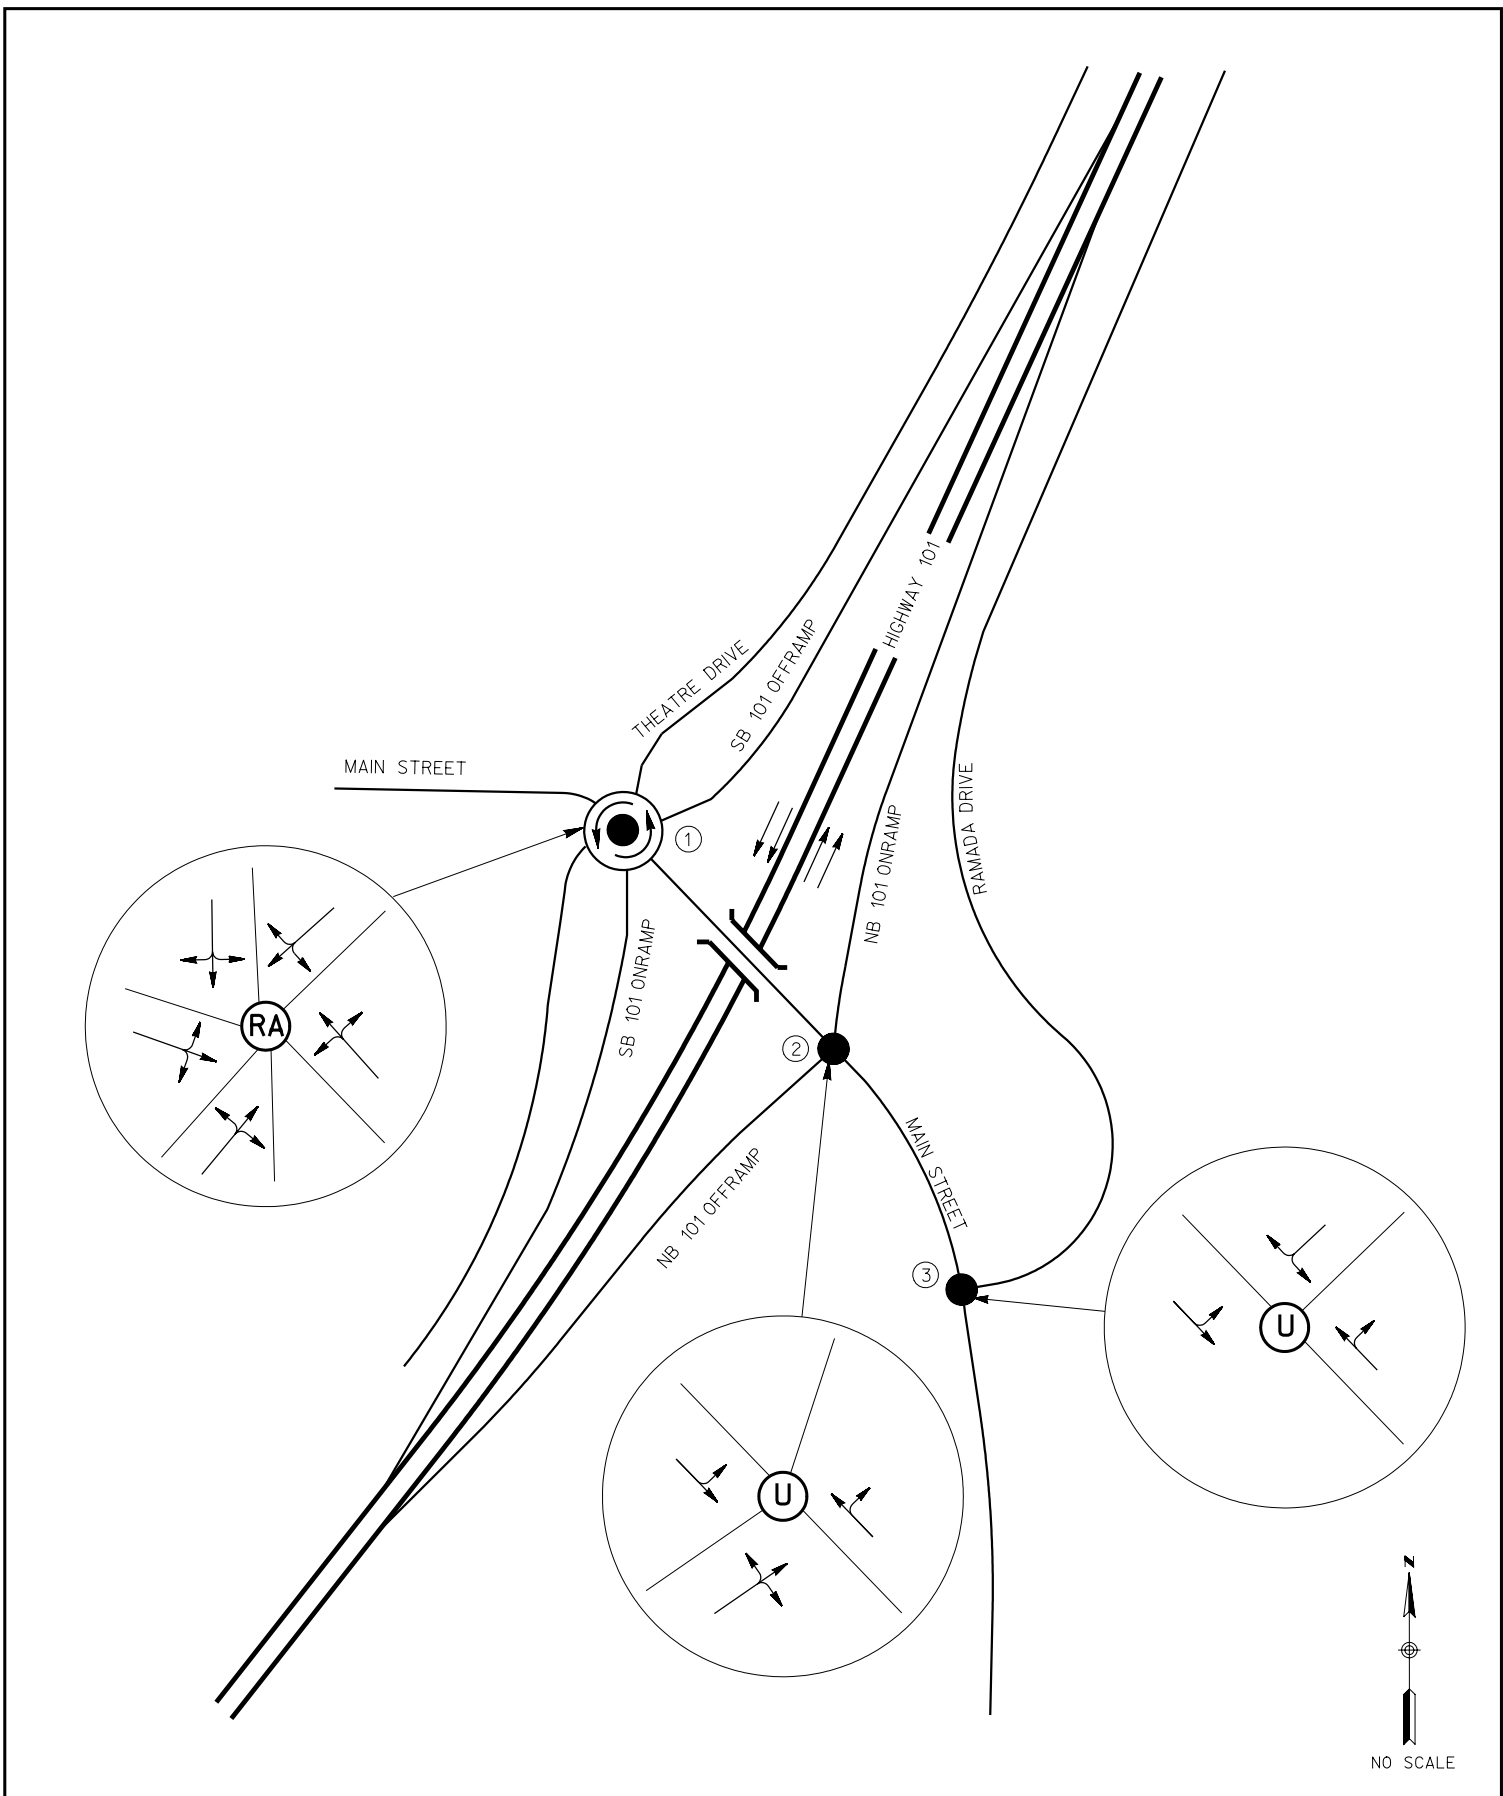 HIGHWAY 101
THEATRE DRIVE
SB 101 OFFRAMP
MAIN STREET
1
RAMADA DRIVE
NB 101 ONRAMP
SB 101 ONRAMP
RA
2
MAIN STREET
NB 101 OFFRAMP
3
U
U
N
NO SCALE